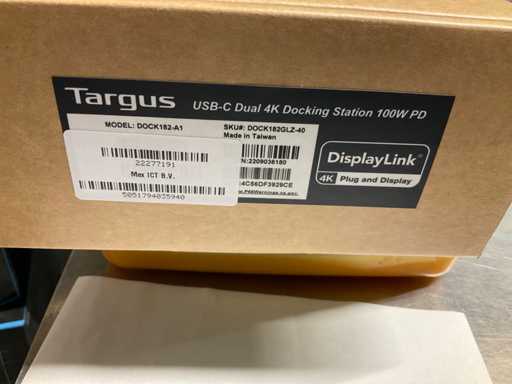 Targus
USB-C Dual 4K Docking Station 100W PD
MODEL: DOCK182-A1
SKU#: DOCK182GLZ-40
Made in Taiwan
N:2209036180
22277191
Max ICT B.V.
5051794035940
4C56DF3929CE
DisplayLink®
4K Plug and Display